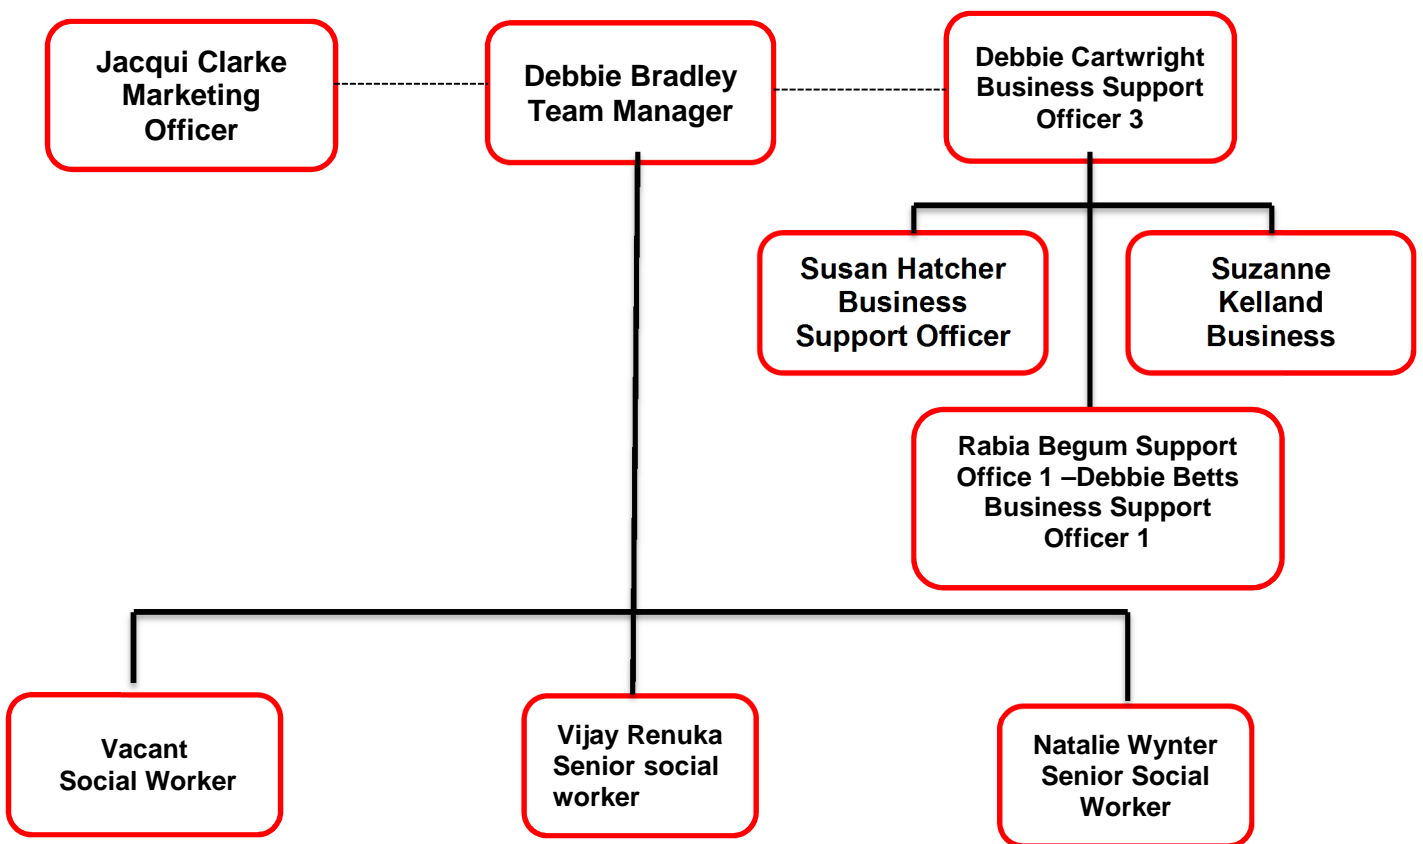 Jacqui Clarke
Marketing
Officer
Debbie Bradley
Team Manager
Debbie Cartwright
Business Support
Officer 3
Susan Hatcher
Business
Support Officer
Suzanne
Kelland
Business
Rabia Begum Support
Office 1 –Debbie Betts
Business Support
Officer 1
Vacant
Social Worker
Vijay Renuka
Senior social
worker
Natalie Wynter
Senior Social
Worker